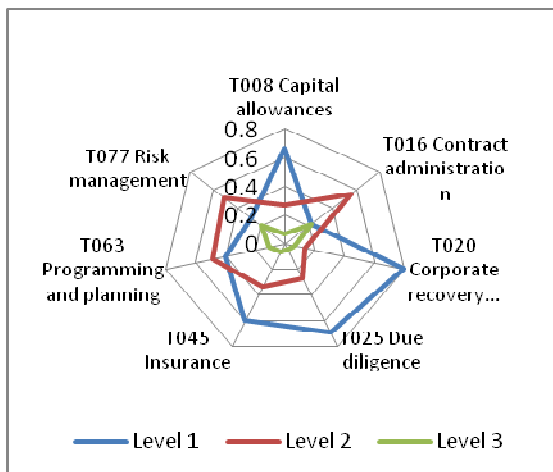 T008 Capital
allowances
0.8
0.6
0.4
0.2
0
T077 Risk
management
T016 Contract
administratio
n
T063
Programming
and planning
T020
Corporate
recovery...
T045
Insurance
T025 Due
diligence
Level 1
Level 2
Level 3